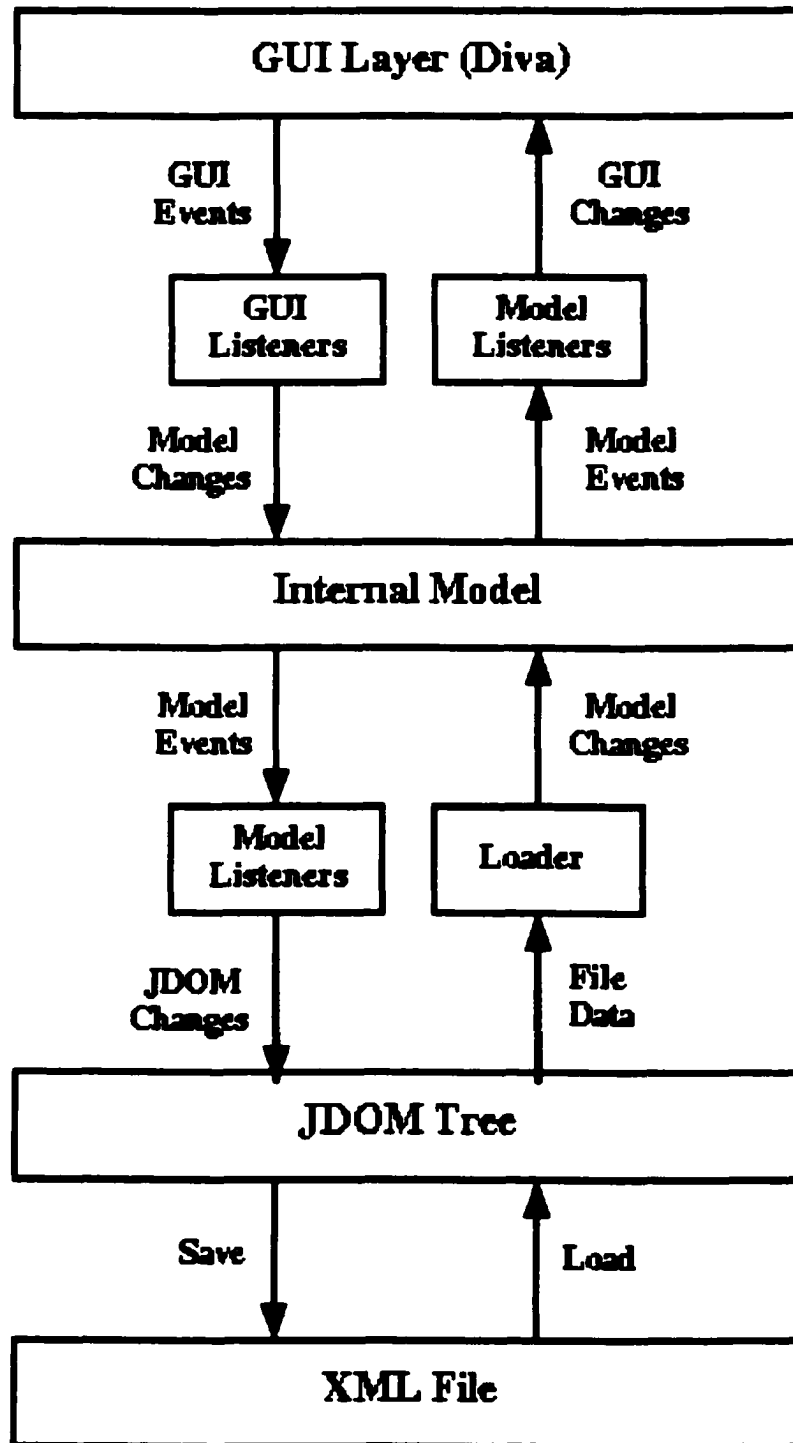 GUI Layer (Diva)
GUI
Events
GUI
Changes
GUI
Listeners
Model
Listeners
Model
Changes
Model
Events
Internal Model
Model
Events
Model
Changes
Model
Listeners
Loader
JDOM
Changes
File
Data
JDOM Tree
Save
Load
XML File